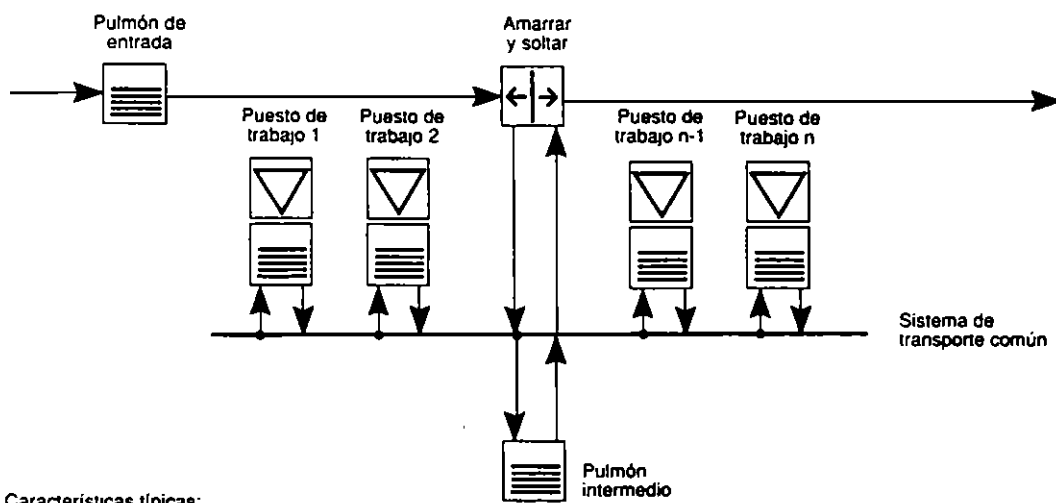 Pulmón de
entrada
Amarrar
y soltar
Puesto de
trabajo 1
Puesto de
trabajo 2
Puesto de
trabajo n-1
Puesto de
trabajo n
Sistema de
transporte común
Pulmón
intermedio
Características típicas: